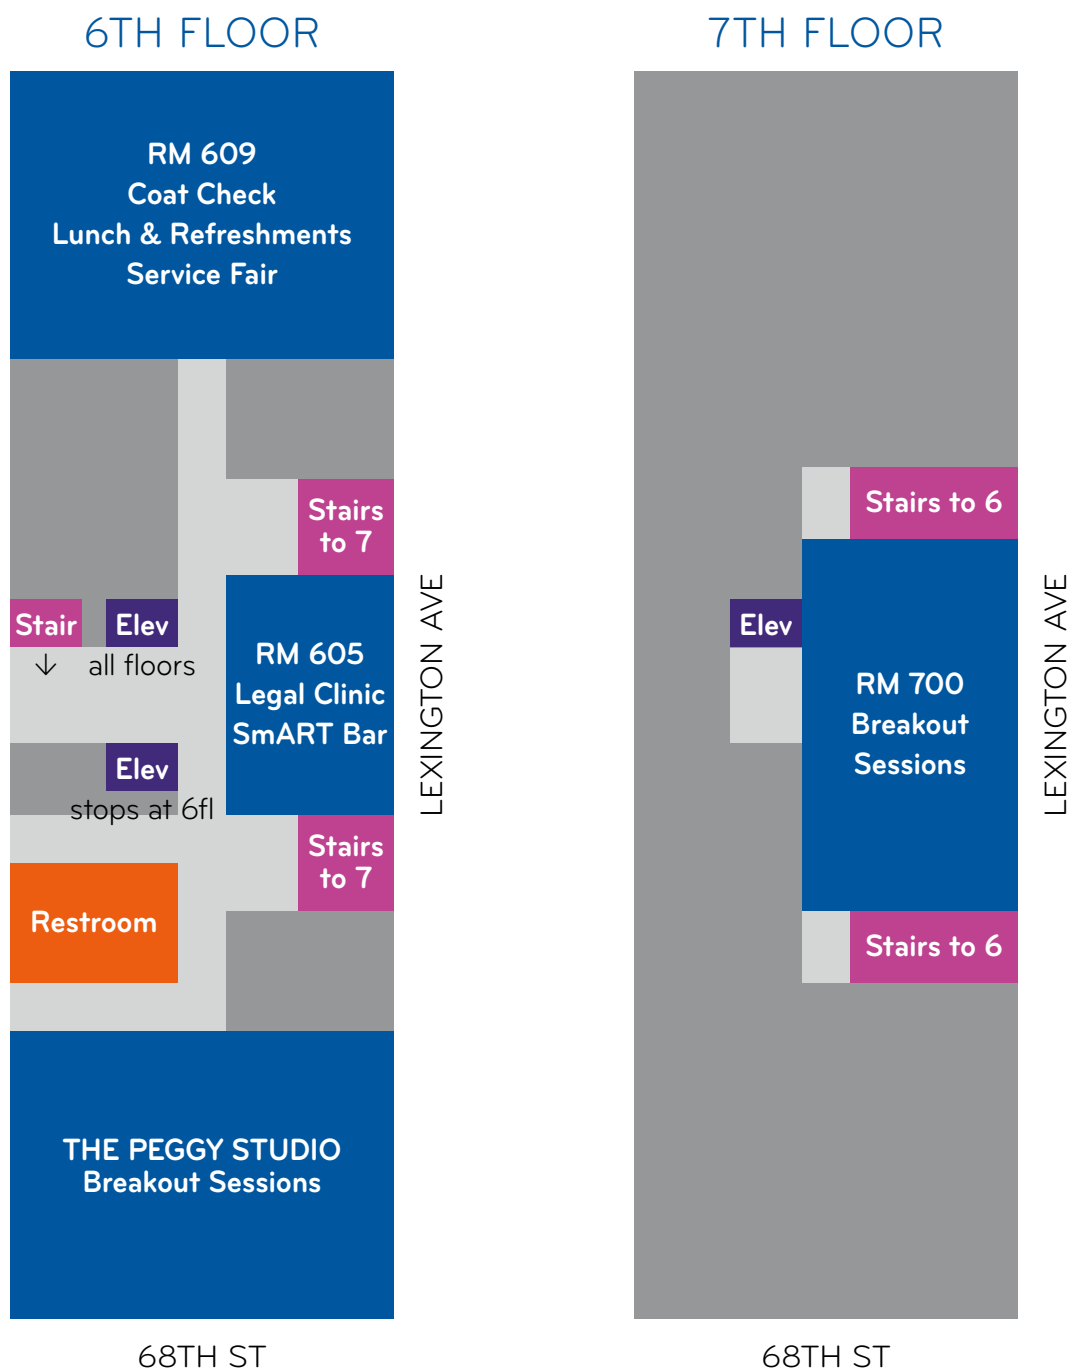 6TH FLOOR
RM 609
Coat Check
Lunch & Refreshments
Service Fair
Stairs
to 7
Stair
↓
Elev
all floors
RM 605
Legal Clinic
SmART Bar
Elev
stops at 6fl
Stairs
to 7
Restroom
THE PEGGY STUDIO
Breakout Sessions
LEXINGTON AVE
68TH ST
7TH FLOOR
Stairs to 6
Elev
RM 700
Breakout
Sessions
Stairs to 6
LEXINGTON AVE
68TH ST